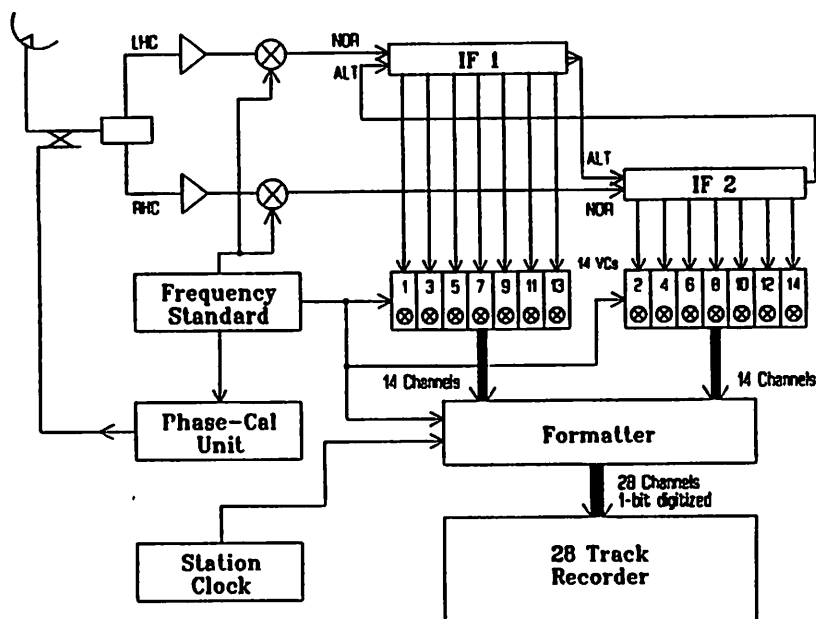 LHC
NOR
IF 1
ALT
ALT
IF 2
RHC
NOR
14 VCs
1 3 5 7 9 11 13
2 4 6 8 10 12 14
Frequency
Standard
14 Channels
14 Channels
Phase-Cal
Unit
Formatter
28 Channels
1-bit digitized
Station
Clock
28 Track
Recorder